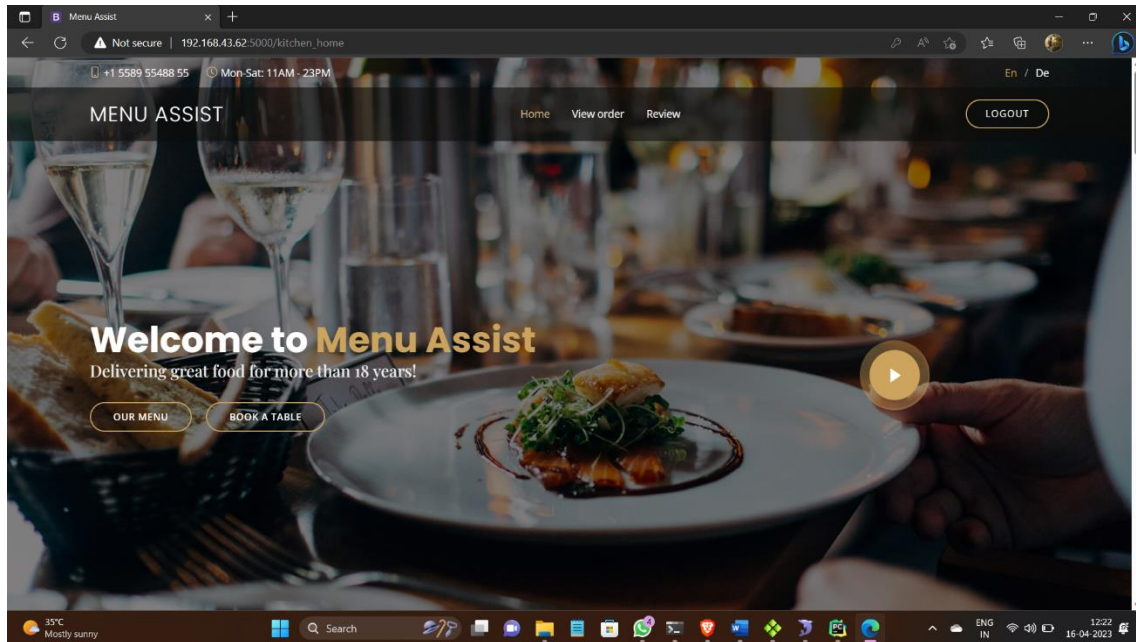 Menu Assist
Not secure | 192.168.43.62:5000/kitchen_home
+1 5589 55488 55 Mon-Sat: 11AM - 23PM
En / De
MENU ASSIST
Home View order Review
LOGOUT
Welcome to Menu Assist
Delivering great food for more than 18 years!
OUR MENU BOOK A TABLE
35°C
Mostly sunny
Search
4
ENG
IN
12:22
16-04-2023